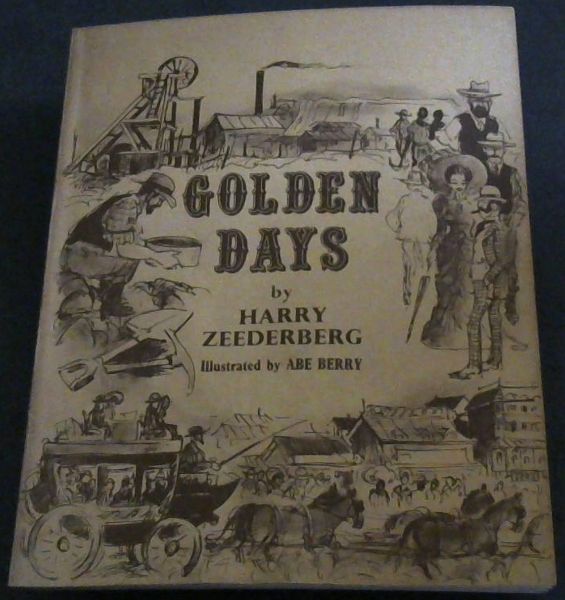 GOLDEN
DAYS
by
HARRY
ZEEDERBERG
Illustrated by ABE BERRY